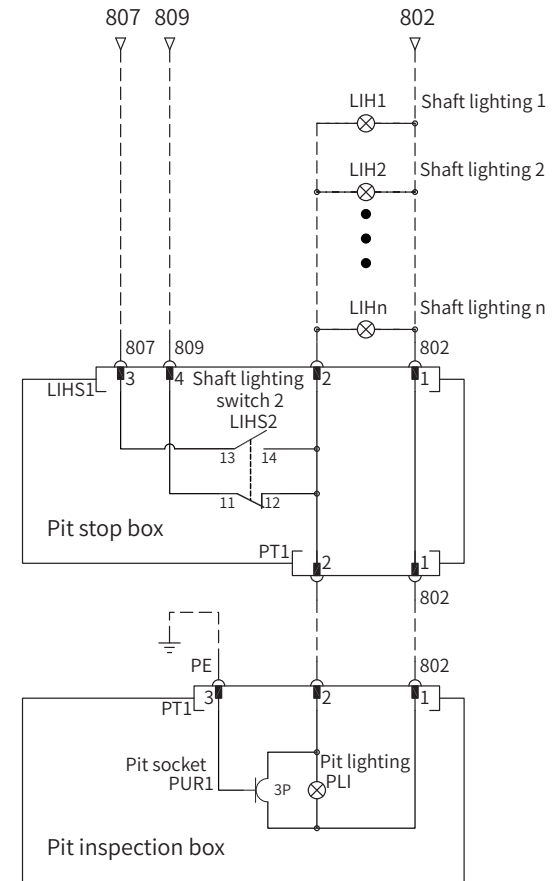 807 809 802
LIH1 Shaft lighting 1
LIH2 Shaft lighting 2
LIHn Shaft lighting n
807 809 802
LIHS1 3 4 Shaft lighting 2 1
switch 2
LIHS2
13 14
11 12
Pit stop box
PT1 2 1
802
PE 802
PT1 3 2 1
Pit socket Pit lighting
PUR1 3P PLI
Pit inspection box